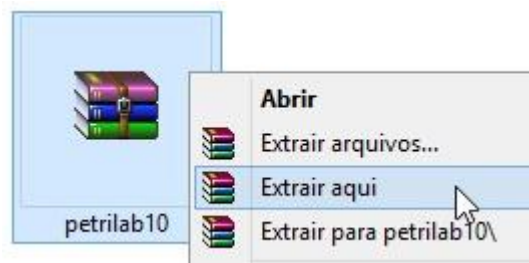 petrilab10
Abrir
Extrair arquivos...
Extrair aqui
Extrair para petrilab10\